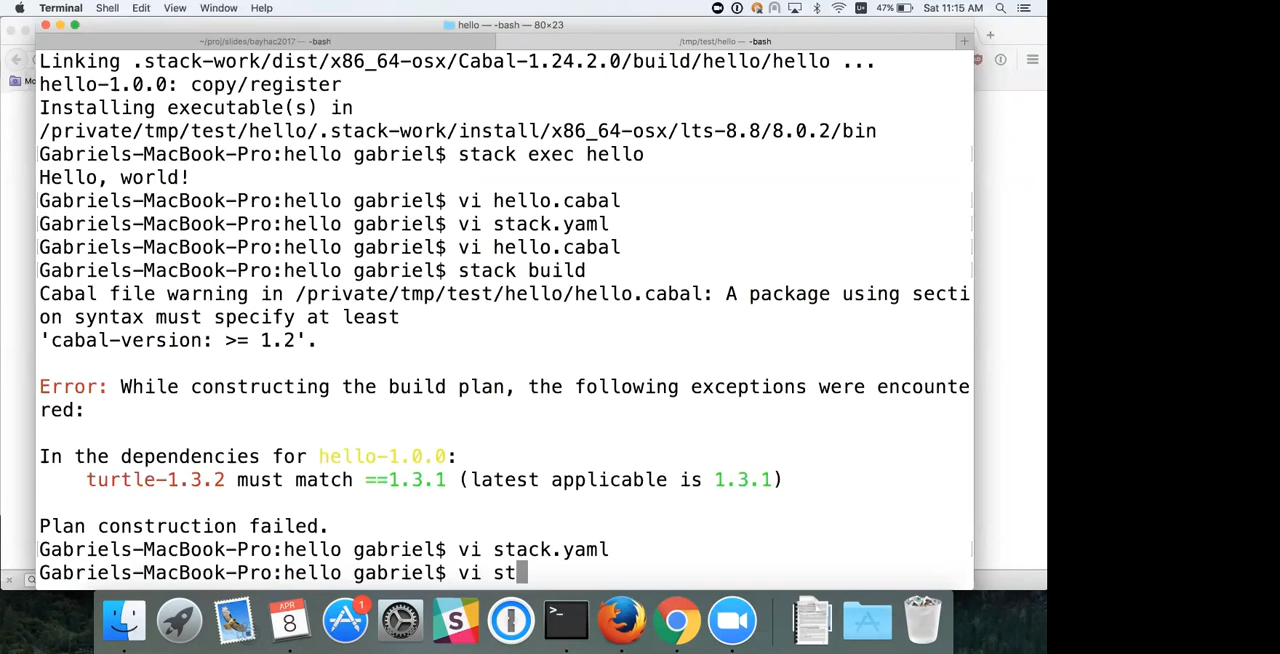 Terminal Shell Edit View Window Help 47% Sat 11:15 AM
hello — -bash — 80×23
~/proj/slides/bayhac2017 — -bash
/tmp/test/hello — -bash
Linking .stack-work/dist/x86_64-osx/Cabal-1.24.2.0/build/hello/hello ...
hello-1.0.0: copy/register
Installing executable(s) in
/private/tmp/test/hello/.stack-work/install/x86_64-osx/lts-8.8/8.0.2/bin
Gabriels-MacBook-Pro:hello gabriel$ stack exec hello
Hello, world!
Gabriels-MacBook-Pro:hello gabriel$ vi hello.cabal
Gabriels-MacBook-Pro:hello gabriel$ vi stack.yaml
Gabriels-MacBook-Pro:hello gabriel$ vi hello.cabal
Gabriels-MacBook-Pro:hello gabriel$ stack build
Cabal file warning in /private/tmp/test/hello/hello.cabal: A package using secti
on syntax must specify at least
'cabal-version: >= 1.2'.
Error: While constructing the build plan, the following exceptions were encounte
red:
In the dependencies for hello-1.0.0:
turtle-1.3.2 must match ==1.3.1 (latest applicable is 1.3.1)
Plan construction failed.
Gabriels-MacBook-Pro:hello gabriel$ vi stack.yaml
Gabriels-MacBook-Pro:hello gabriel$ vi st
APR
8
1
>_